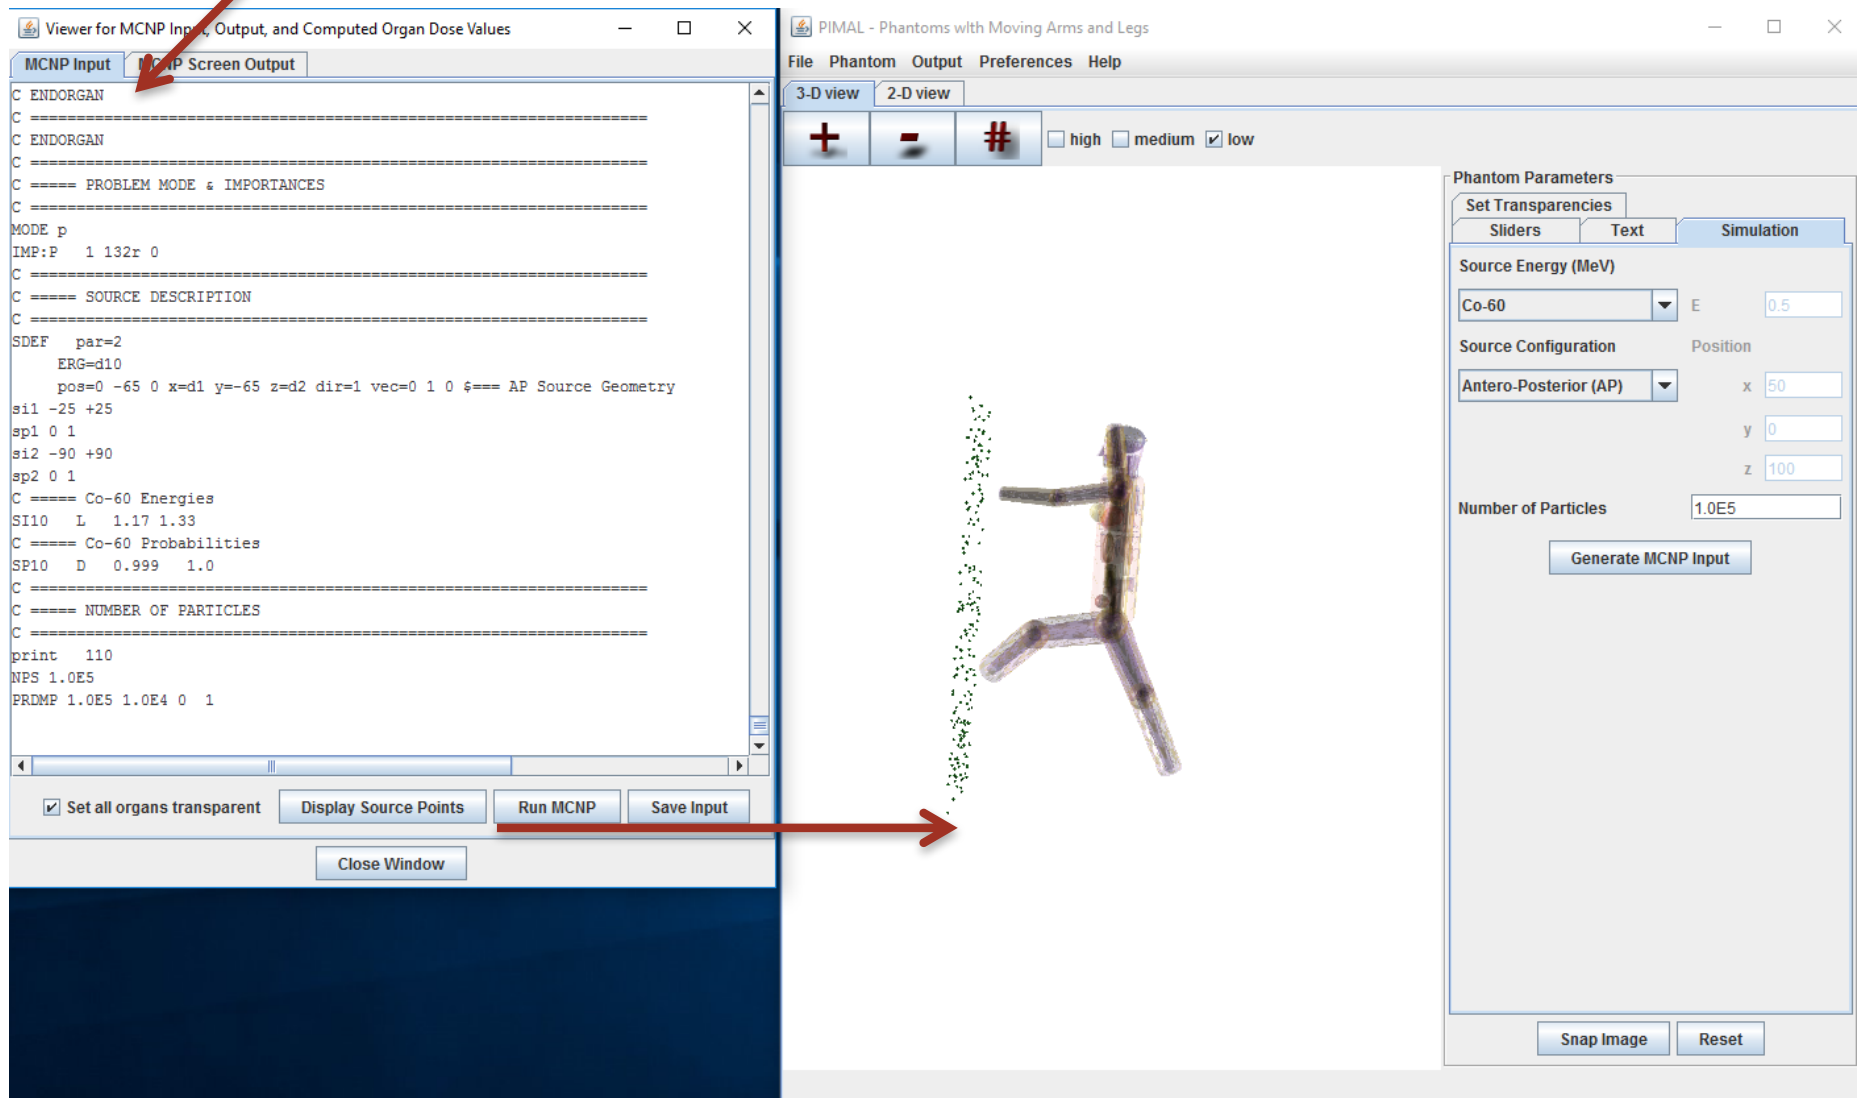 Viewer for MCNP Input, Output, and Computed Organ Dose Values
MCNP Input MCNP Screen Output
C ENDORGAN
C ===================================================================
C ENDORGAN
C ===================================================================
C ===== PROBLEM MODE & IMPORTANCES
C ===================================================================
MODE p
IMP:P   1 132r 0
C ===================================================================
C ===== SOURCE DESCRIPTION
C ===================================================================
SDEF   par=2
     ERG=d10
     pos=0 -65 0 x=d1 y=-65 z=d2 dir=1 vec=0 1 0 $=== AP Source Geometry
si1 -25 +25
sp1 0 1
si2 -90 +90
sp2 0 1
C ===== Co-60 Energies
SI10   L   1.17 1.33
C ===== Co-60 Probabilities
SP10   D   0.999   1.0
C ===================================================================
C ===== NUMBER OF PARTICLES
C ===================================================================
print   110
NPS 1.0E5
PRDMP 1.0E5 1.0E4 0  1
Set all organs transparent Display Source Points Run MCNP Save Input
Close Window
PIMAL - Phantoms with Moving Arms and Legs
File Phantom Output Preferences Help
3-D view 2-D view
+ - # high medium low
Phantom Parameters
Set Transparencies
Sliders Text Simulation
Source Energy (MeV)
Co-60 E 0.5
Source Configuration Position
Antero-Posterior (AP) x 50
y 0
z 100
Number of Particles 1.0E5
Generate MCNP Input
Snap Image Reset